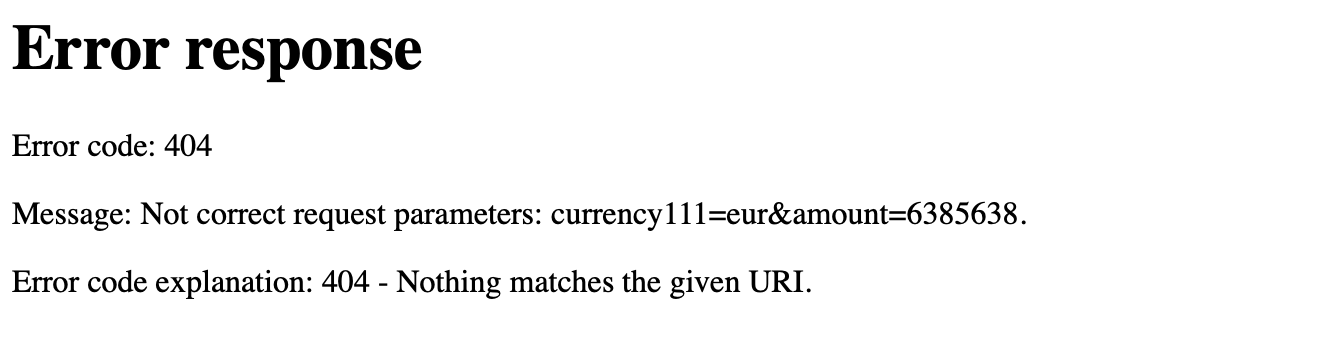 Error response
Error code: 404
Message: Not correct request parameters: currency111=eur&amount=6385638.
Error code explanation: 404 - Nothing matches the given URI.